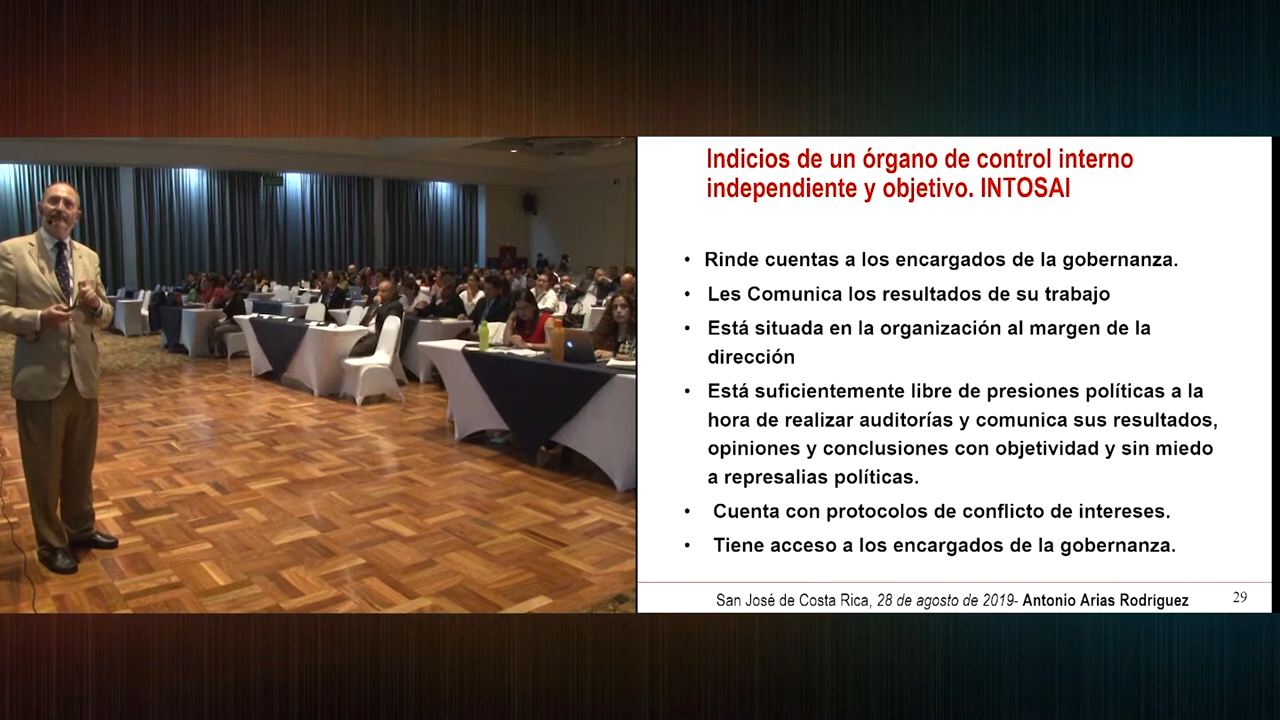 Indicios de un órgano de control interno
independiente y objetivo. INTOSAI
• Rinde cuentas a los encargados de la gobernanza.
• Les Comunica los resultados de su trabajo
• Está situada en la organización al margen de la
dirección
• Está suficientemente libre de presiones políticas a la
hora de realizar auditorías y comunica sus resultados,
opiniones y conclusiones con objetividad y sin miedo
a represalias políticas.
• Cuenta con protocolos de conflicto de intereses.
• Tiene acceso a los encargados de la gobernanza.
San José de Costa Rica, 28 de agosto de 2019- Antonio Arias Rodríguez 29